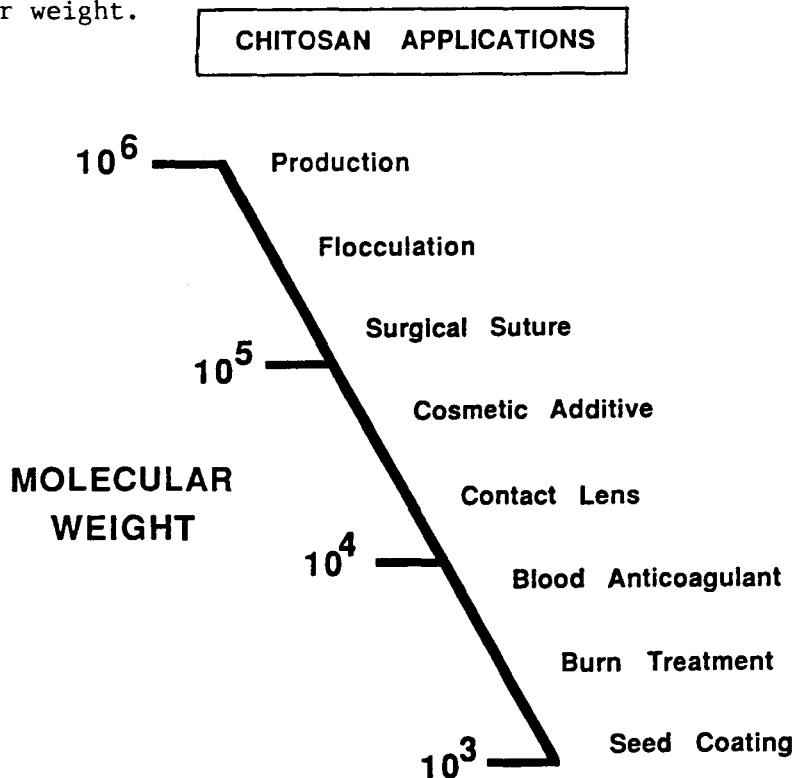 r weight.
CHITOSAN APPLICATIONS
10^6 Production
Flocculation
Surgical Suture
10^5
Cosmetic Additive
MOLECULAR
WEIGHT
Contact Lens
10^4
Blood Anticoagulant
Burn Treatment
Seed Coating
10^3